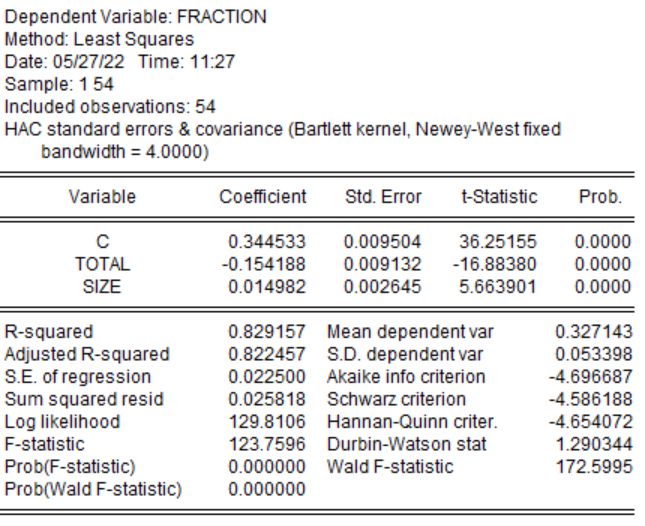 Dependent Variable: FRACTION
Method: Least Squares
Date: 05/27/22 Time: 11:27
Sample: 1 54
Included observations: 54
HAC standard errors & covariance (Bartlett kernel, Newey-West fixed
bandwidth = 4.0000)
Variable Coefficient Std. Error t-Statistic Prob.
C 0.344533 0.009504 36.25155 0.0000
TOTAL -0.154188 0.009132 -16.88380 0.0000
SIZE 0.014982 0.002645 5.663901 0.0000
R-squared 0.829157 Mean dependent var 0.327143
Adjusted R-squared 0.822457 S.D. dependent var 0.053398
S.E. of regression 0.022500 Akaike info criterion -4.696687
Sum squared resid 0.025818 Schwarz criterion -4.586188
Log likelihood 129.8106 Hannan-Quinn criter. -4.654072
F-statistic 123.7596 Durbin-Watson stat 1.290344
Prob(F-statistic) 0.000000 Wald F-statistic 172.5995
Prob(Wald F-statistic) 0.000000